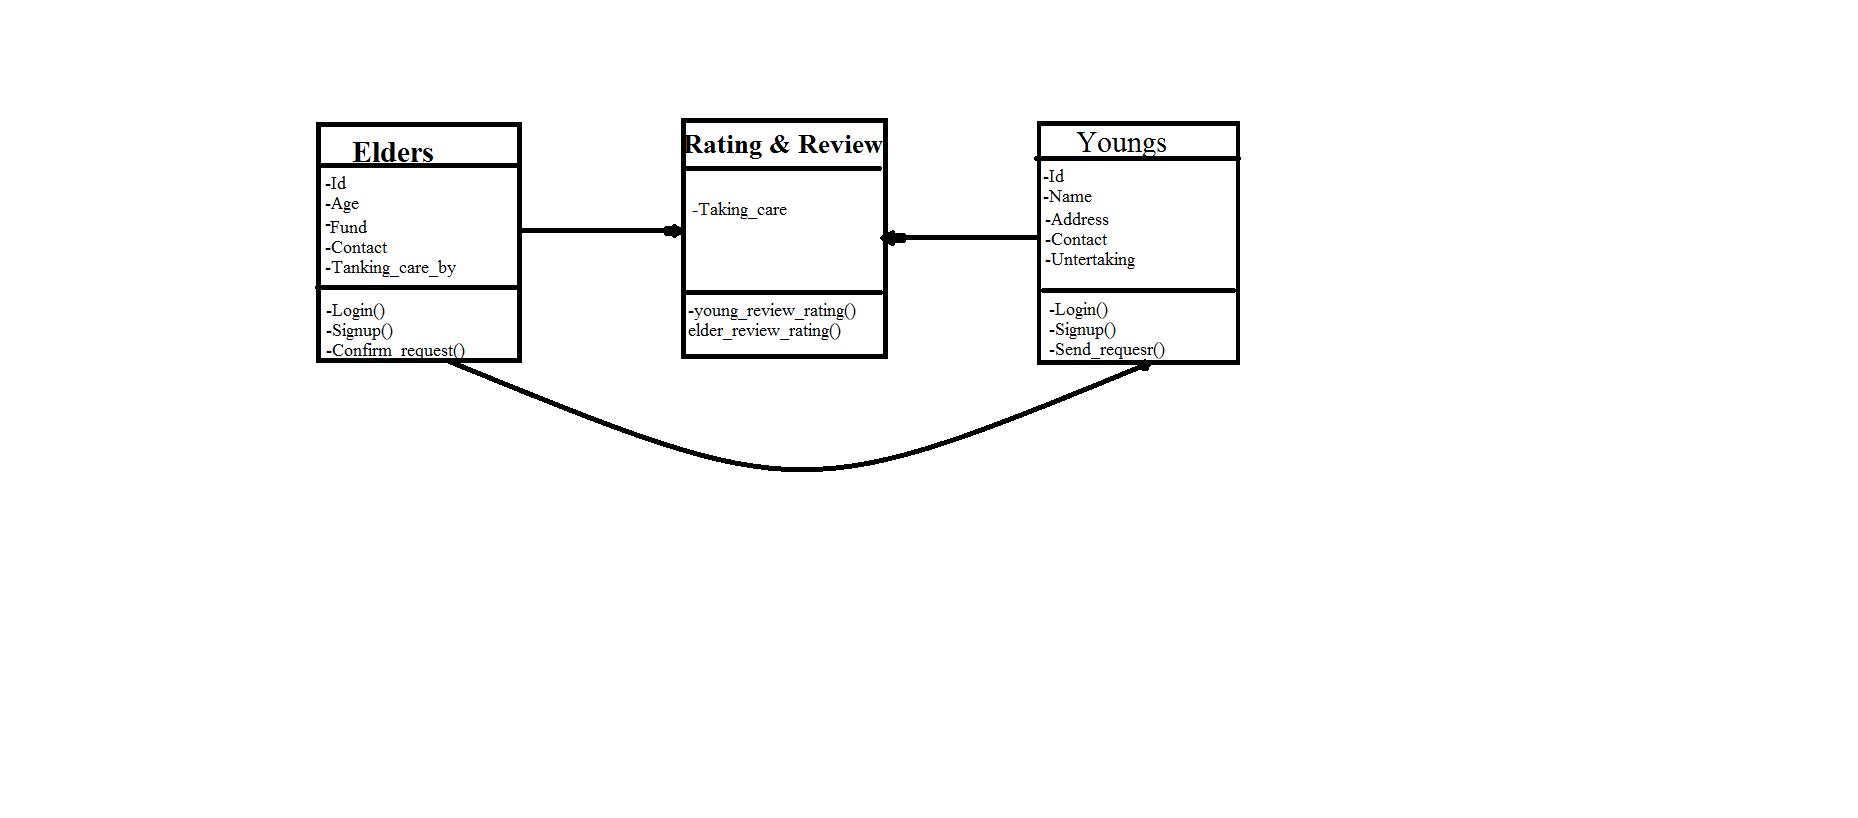 Elders
-Id
-Age
-Fund
-Contact
-Tanking_care_by
-Login()
-Signup()
-Confirm_request()
Rating & Review
-Taking_care
-young_review_rating()
elder_review_rating()
Youngs
-Id
-Name
-Address
-Contact
-Untertaking
-Login()
-Signup()
-Send_requesr()